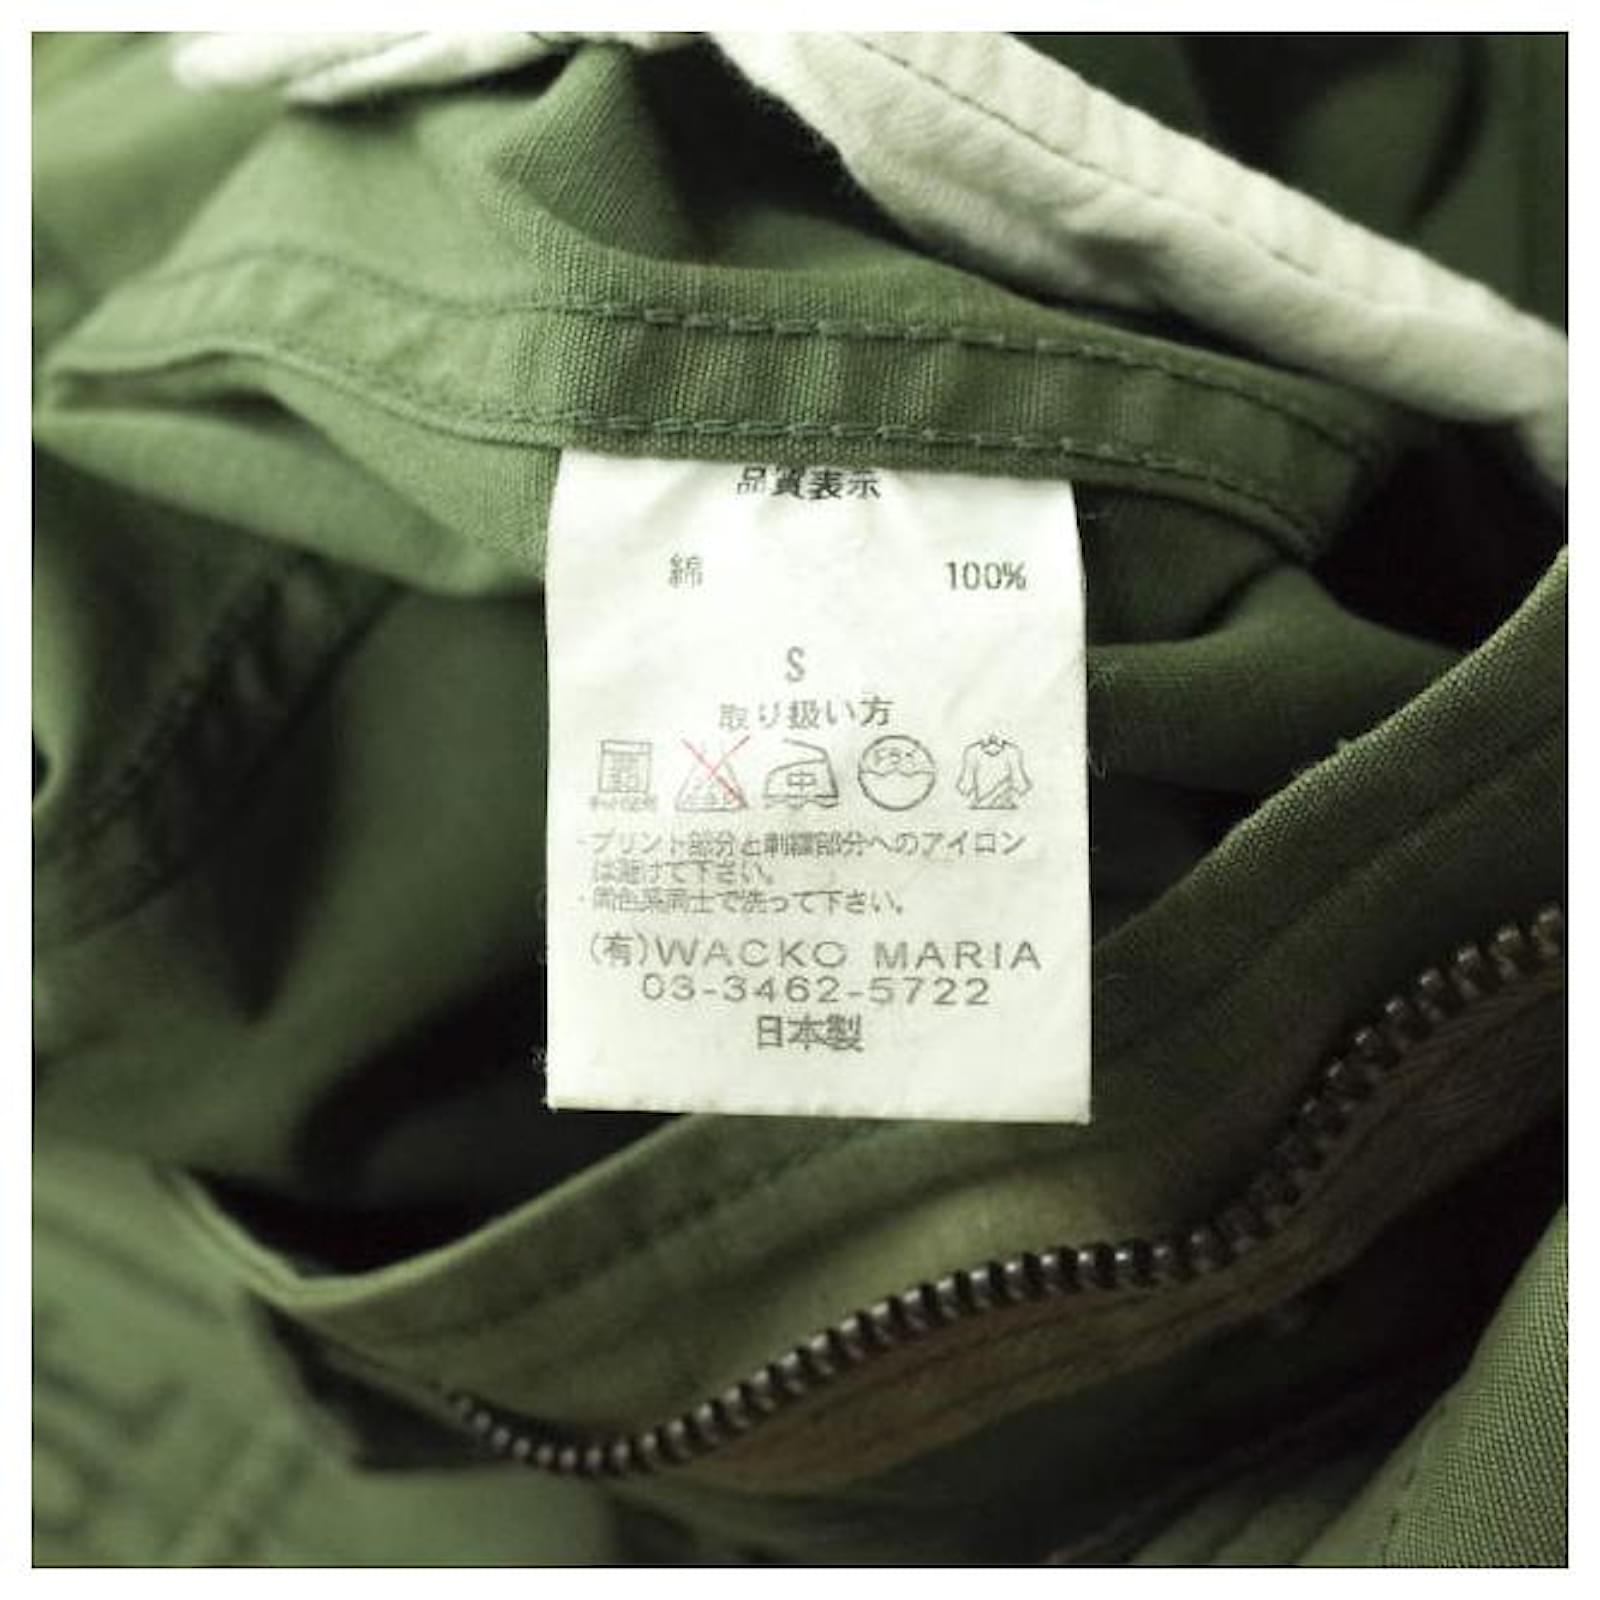 品質表示
綿 100%
S
取り扱い方
中
・プリント部分と刺繍部分へのアイロン
は避けて下さい。
・同色系同士で洗って下さい。
(有)WACKO MARIA
03-3462-5722
日本製